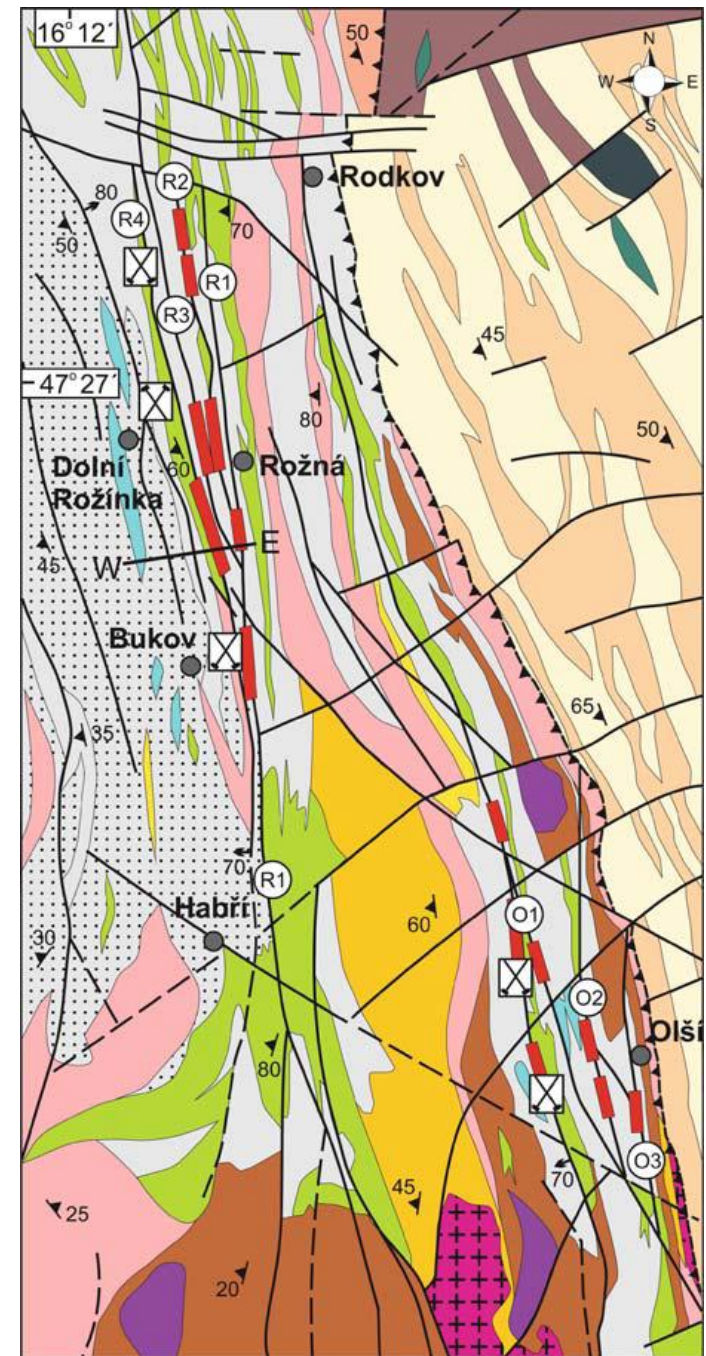 16° 12´
50
N
W E
S
R2
Rodkov
80
R4
50
70
R1
R3
45
47° 27´
80
50
Dolní
Rožínka
60
Rožná
45
W E
Bukov
65
35
70
R1
Habří
60
O1
30
O2
Olší
80
O3
70
45
25
20